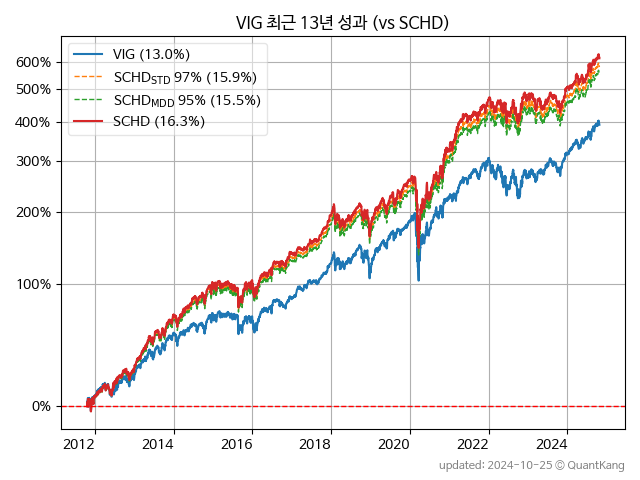 VIG 최근 13년 성과 (vs SCHD)
VIG (13.0%)
SCHD_STD 97% (15.9%)
SCHD_MDD 95% (15.5%)
SCHD (16.3%)
600%
500%
400%
300%
200%
100%
0%
2012 2014 2016 2018 2020 2022 2024
updated: 2024-10-25 © QuantKang